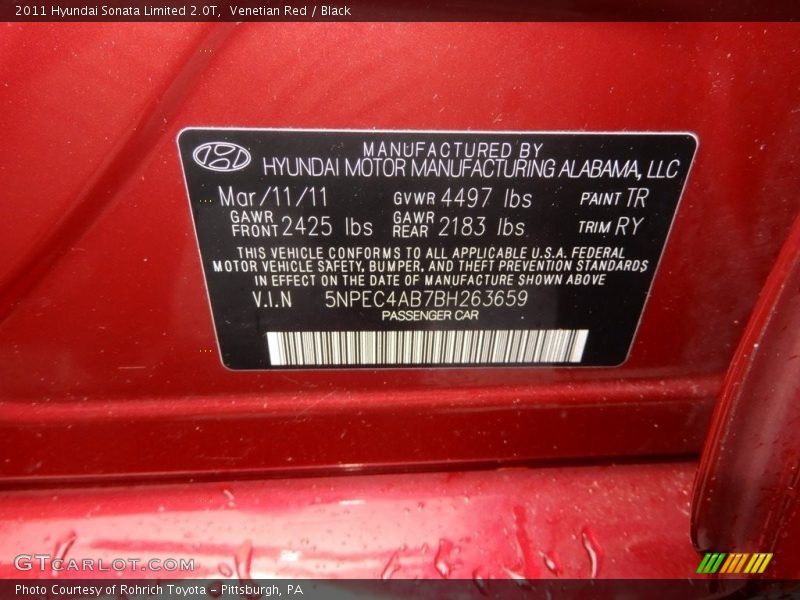 2011 Hyundai Sonata Limited 2.0T, Venetian Red / Black
MANUFACTURED BY
HYUNDAI MOTOR MANUFACTURING ALABAMA, LLC
Mar/11/11 GVWR 4497 lbs PAINT TR
GAWR FRONT 2425 lbs GAWR REAR 2183 lbs TRIM RY
THIS VEHICLE CONFORMS TO ALL APPLICABLE U.S.A. FEDERAL
MOTOR VEHICLE SAFETY, BUMPER, AND THEFT PREVENTION STANDARDS
IN EFFECT ON THE DATE OF MANUFACTURE SHOWN ABOVE
V.I.N 5NPEC4AB7BH263659
PASSENGER CAR
GTCARLOT.COM
Photo Courtesy of Rohrich Toyota - Pittsburgh, PA